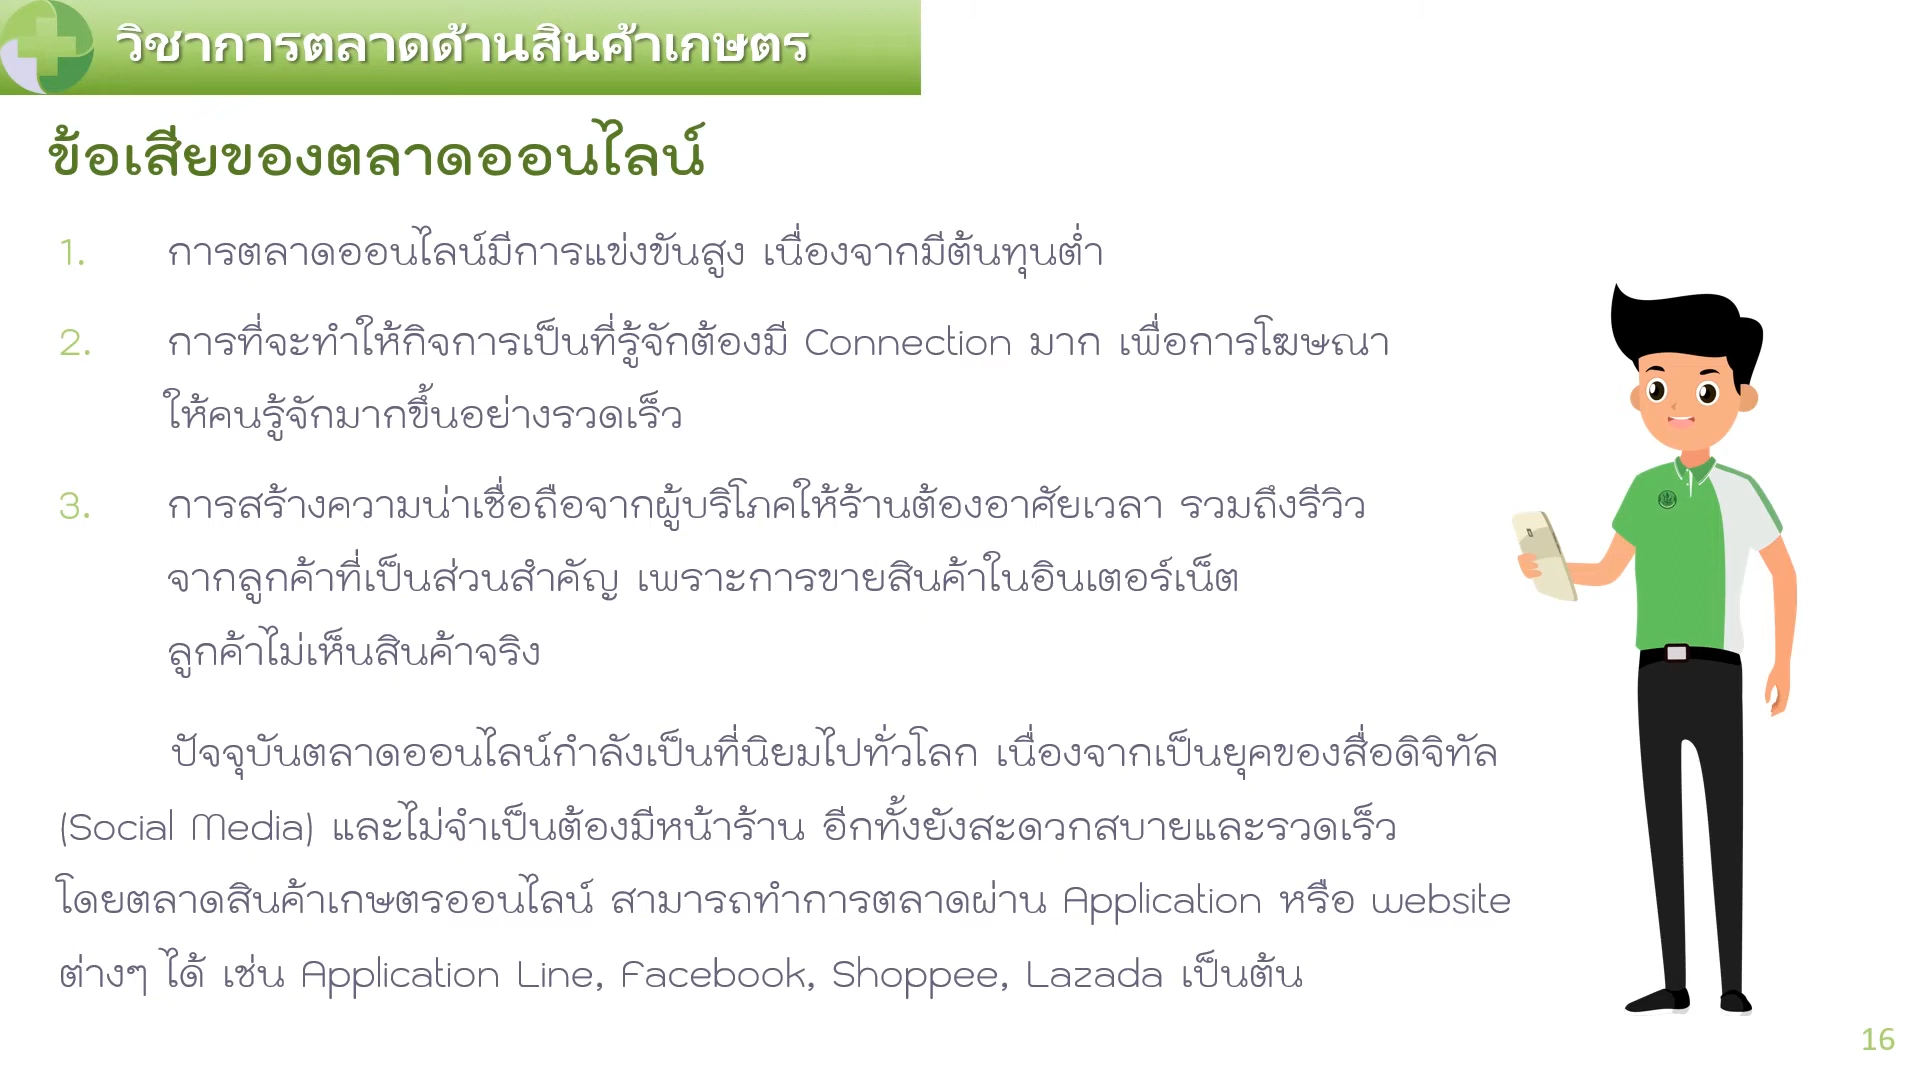 วิชาการตลาดด้านสินค้าเกษตร
ข้อเสียของตลาดออนไลน์
1. การตลาดออนไลน์มีการแข่งขันสูง เนื่องจากมีต้นทุนต่ำ
2. การที่จะทำให้กิจการเป็นที่รู้จักต้องมี Connection มาก เพื่อการโฆษณา
ให้คนรู้จักมากขึ้นอย่างรวดเร็ว
3. การสร้างความน่าเชื่อถือจากผู้บริโภคให้ร้านต้องอาศัยเวลา รวมถึงรีวิว
จากลูกค้าที่เป็นส่วนสำคัญ เพราะการขายสินค้าในอินเตอร์เน็ต
ลูกค้าไม่เห็นสินค้าจริง
ปัจจุบันตลาดออนไลน์กำลังเป็นที่นิยมไปทั่วโลก เนื่องจากเป็นยุคของสื่อดิจิทัล
(Social Media) และไม่จำเป็นต้องมีหน้าร้าน อีกทั้งยังสะดวกสบายและรวดเร็ว
โดยตลาดสินค้าเกษตรออนไลน์ สามารถทำการตลาดผ่าน Application หรือ website
ต่างๆ ได้ เช่น Application Line, Facebook, Shoppee, Lazada เป็นต้น
16